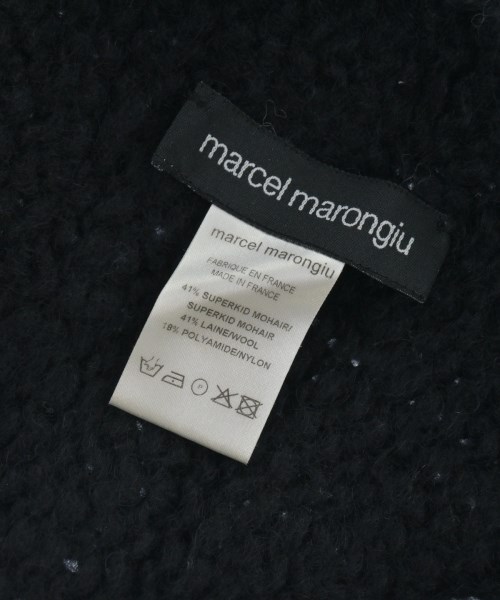 marcel marongiu
marcel marongiu
FABRIQUE EN FRANCE
MADE IN FRANCE
41% SUPERKID MOHAIR/
SUPERKID MOHAIR
41% LAINE/WOOL
18% POLYAMIDE/NYLON
P